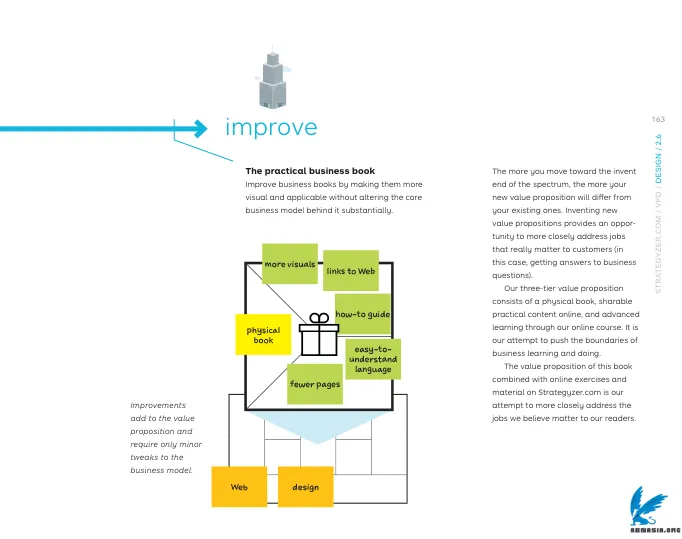 improve
163
STRATEGYZER.COM / VPD / DESIGN / 2.6
The practical business book
Improve business books by making them more
visual and applicable without altering the core
business model behind it substantially.
more visuals
links to Web
how-to guide
physical
book
easy-to-
understand
language
fewer pages
Improvements
add to the value
proposition and
require only minor
tweaks to the
business model.
Web
design
The more you move toward the invent
end of the spectrum, the more your
new value proposition will differ from
your existing ones. Inventing new
value propositions provides an oppor-
tunity to more closely address jobs
that really matter to customers (in
this case, getting answers to business
questions).
Our three-tier value proposition
consists of a physical book, sharable
practical content online, and advanced
learning through our online course. It is
our attempt to push the boundaries of
business learning and doing.
The value proposition of this book
combined with online exercises and
material on Strategyzer.com is our
attempt to more closely address the
jobs we believe matter to our readers.
ABNASIA.ORG